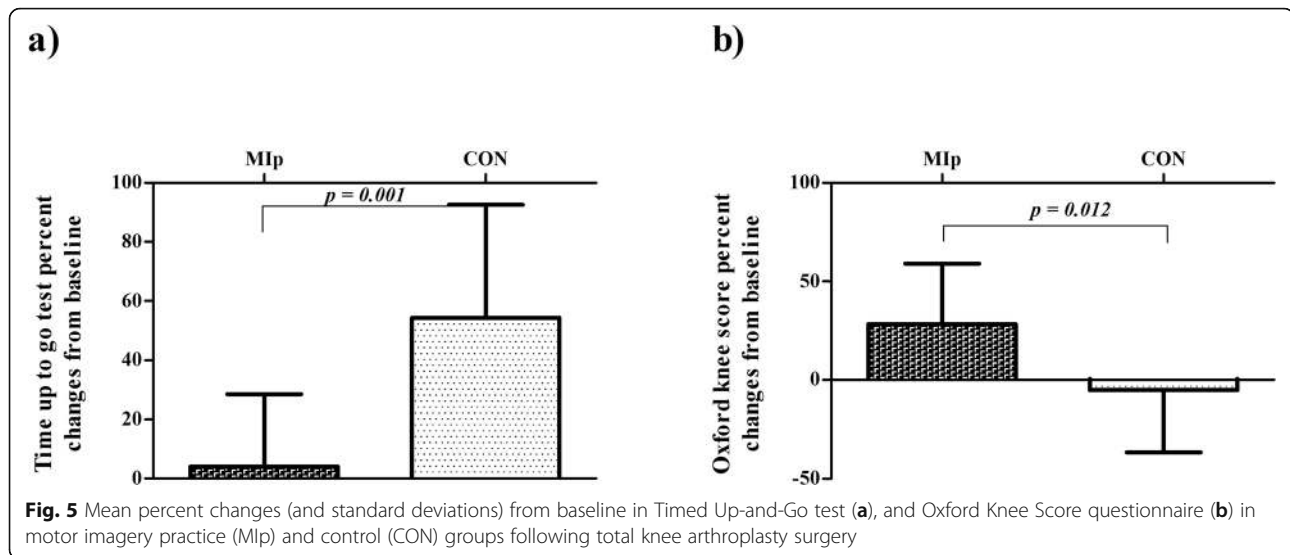 a)
MIp CON
100
80
60
40
20
0
p = 0.001
Time up to go test percent
changes from baseline
b)
MIp CON
100
50
0
-50
p = 0.012
Oxford knee score percent
changes from baseline
Fig. 5 Mean percent changes (and standard deviations) from baseline in Timed Up-and-Go test (a), and Oxford Knee Score questionnaire (b) in
motor imagery practice (MIp) and control (CON) groups following total knee arthroplasty surgery